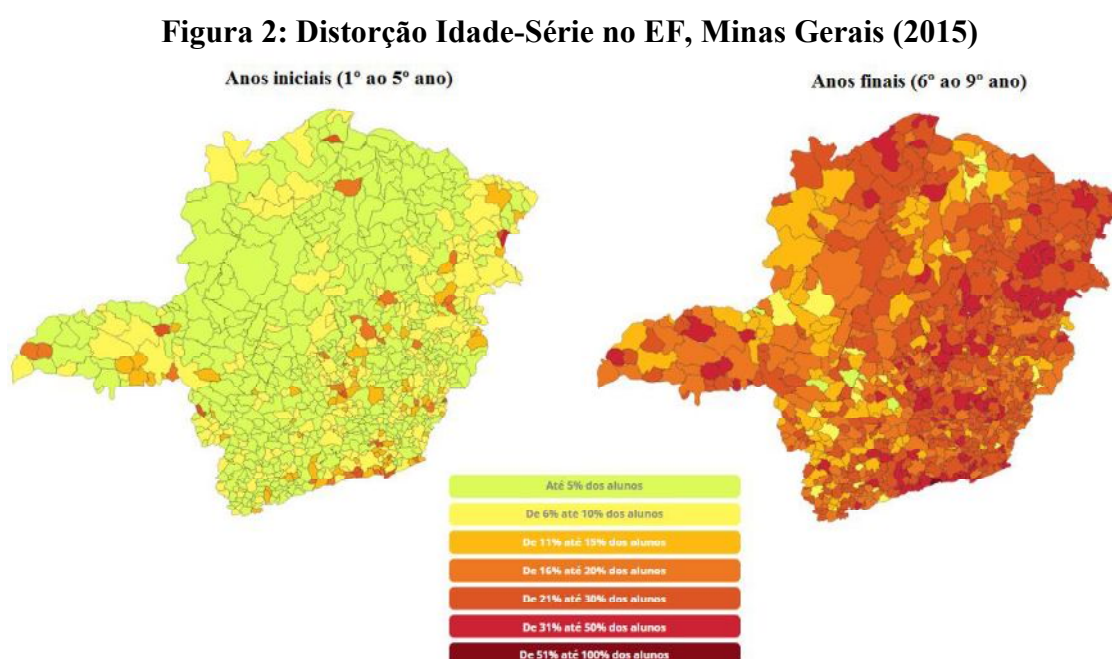 Figura 2: Distorção Idade-Série no EF, Minas Gerais (2015)
Anos iniciais (1º ao 5º ano)
Anos finais (6º ao 9º ano)
Até 5% dos alunos
De 6% até 10% dos alunos
De 11% até 15% dos alunos
De 16% até 20% dos alunos
De 21% até 30% dos alunos
De 31% até 50% dos alunos
De 51% até 100% dos alunos